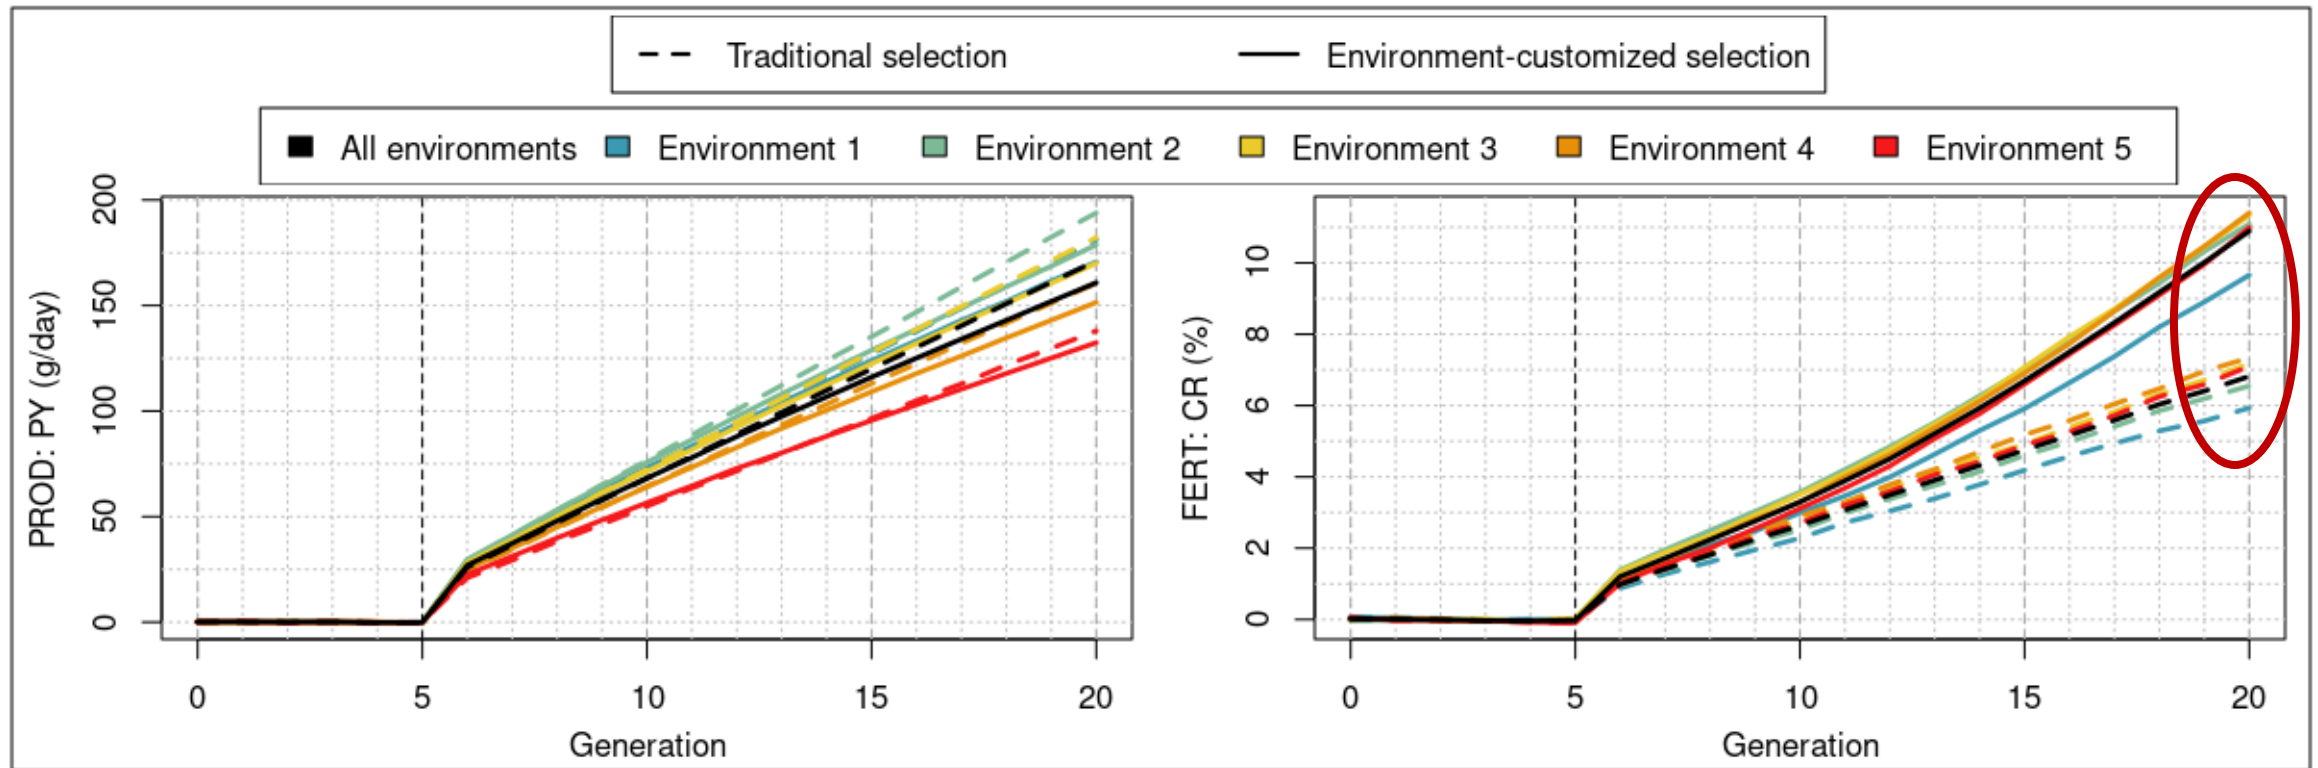 Traditional selection
Environment-customized selection
All environments
Environment 1
Environment 2
Environment 3
Environment 4
Environment 5
PROD: PY (g/day)
200
150
100
50
0
0 5 10 15 20
Generation
FERT: CR (%)
10
8
6
4
2
0
0 5 10 15 20
Generation